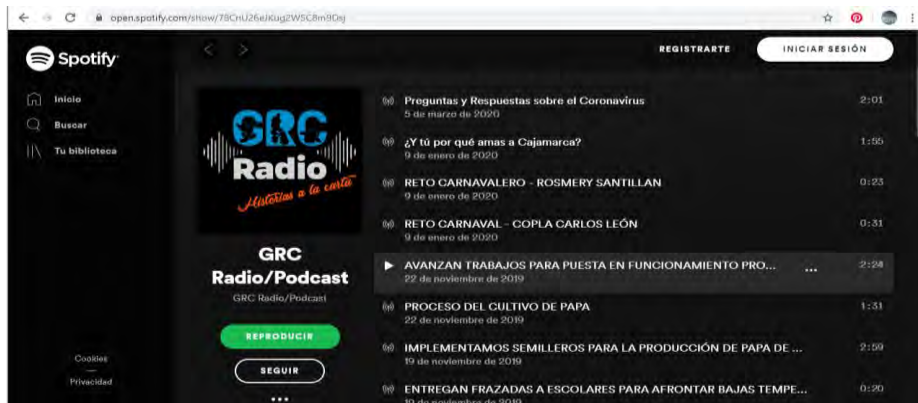 Spotify
REGISTRARTE
INICIAR SESIÓN
Inicio
Buscar
Tu biblioteca
GRC
Radio
Historias a la carta
GRC
Radio/Podcast
GRC Radio/Podcast
REPRODUCIR
SEGUIR
Cookies
Privacidad
Preguntas y Respuestas sobre el Coronavirus 2:01
5 de marzo de 2020
¿Y tú por qué amas a Cajamarca? 1:55
9 de enero de 2020
RETO CARNAVALERO - ROSMERY SANTILLAN 0:23
9 de enero de 2020
RETO CARNAVAL - COPLA CARLOS LEÓN 0:31
9 de enero de 2020
AVANZAN TRABAJOS PARA PUESTA EN FUNCIONAMIENTO PRO... 2:24
22 de noviembre de 2019
PROCESO DEL CULTIVO DE PAPA 1:31
22 de noviembre de 2019
IMPLEMENTAMOS SEMILLEROS PARA LA PRODUCCIÓN DE PAPA DE ... 2:59
19 de noviembre de 2019
ENTREGAN FRAZADAS A ESCOLARES PARA AFRONTAR BAJAS TEMPE... 0:20
19 de noviembre de 2019